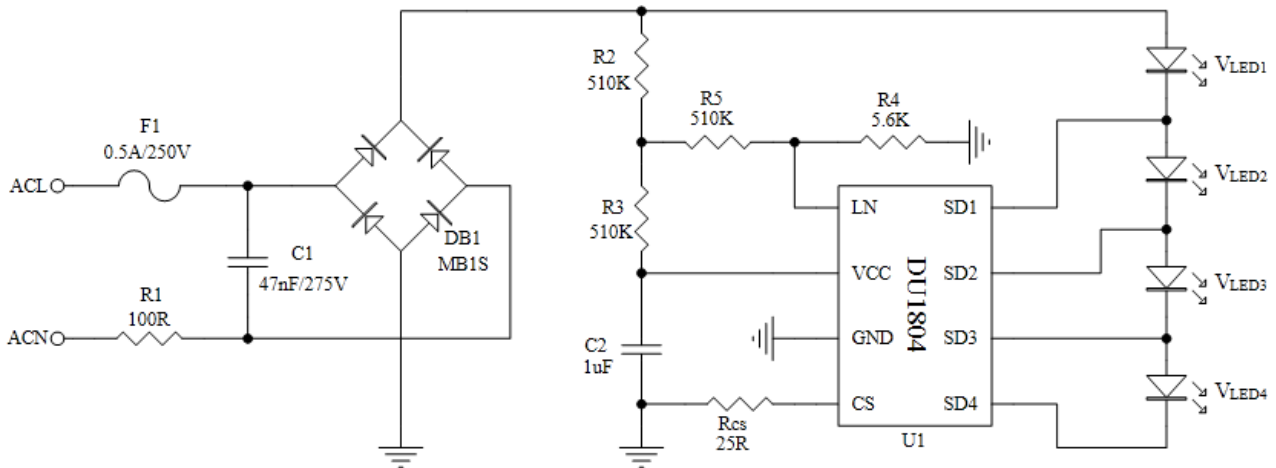 F1
0.5A/250V
ACL
C1
47nF/275V
R1
100R
ACN
DB1
MB1S
R2
510K
R5
510K
R4
5.6K
R3
510K
C2
1uF
Rcs
25R
LN
VCC
GND
CS
DU1804
SD1
SD2
SD3
SD4
U1
VLED1
VLED2
VLED3
VLED4